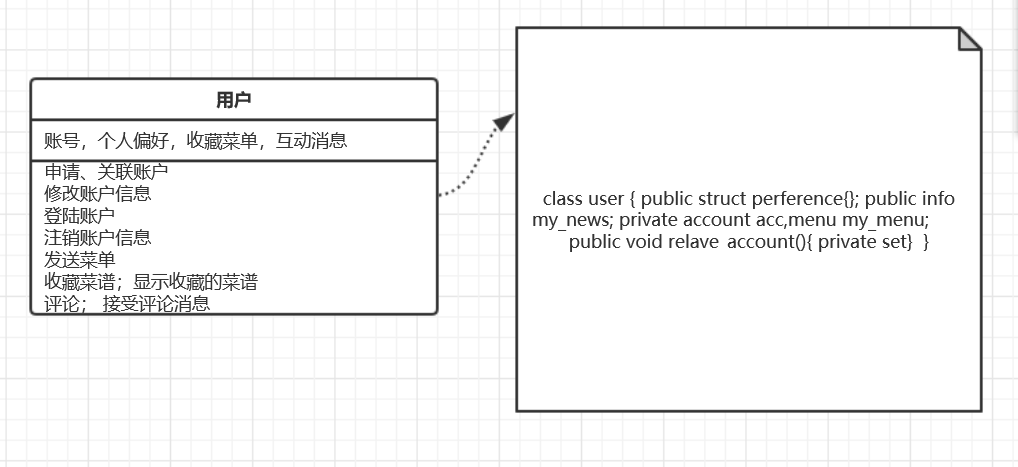 用户
账号，个人偏好，收藏菜单，互动消息
申请、关联账户
修改账户信息
登陆账户
注销账户信息
发送菜单
收藏菜谱；显示收藏的菜谱
评论； 接受评论消息
class user { public struct perference{}; public info
my_news; private account acc,menu my_menu;
public void relave account(){ private set} }